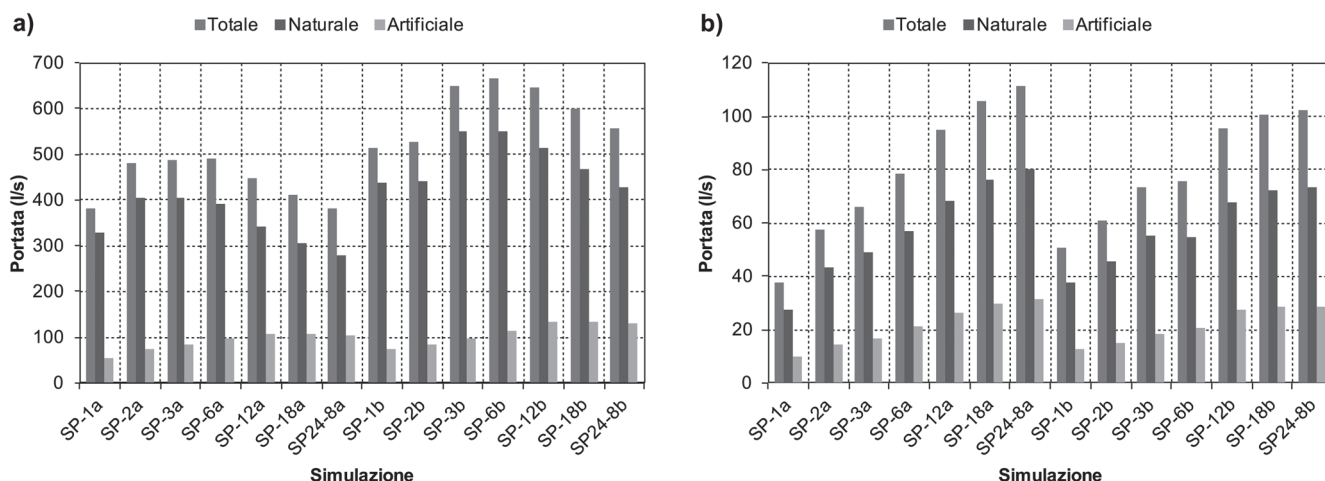 a)
Totale Naturale Artificiale
Portata (l/s)
700
600
500
400
300
200
100
0
SP-1a
SP-2a
SP-3a
SP-6a
SP-12a
SP-18a
SP24-8a
SP-1b
SP-2b
SP-3b
SP-6b
SP-12b
SP-18b
SP24-8b
Simulazione
b)
Totale Naturale Artificiale
Portata (l/s)
120
100
80
60
40
20
0
SP-1a
SP-2a
SP-3a
SP-6a
SP-12a
SP-18a
SP24-8a
SP-1b
SP-2b
SP-3b
SP-6b
SP-12b
SP-18b
SP24-8b
Simulazione